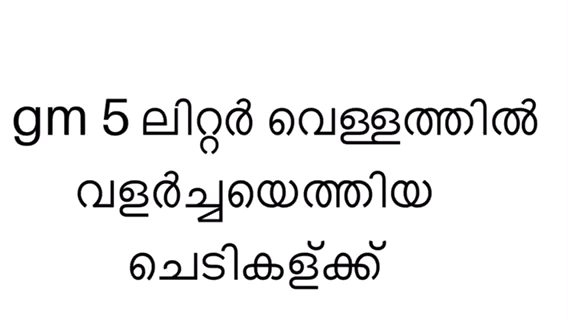 gm 5 ലിറ്റർ വെള്ളത്തിൽ
വളർച്ചയെത്തിയ
ചെടികള്ക്ക്